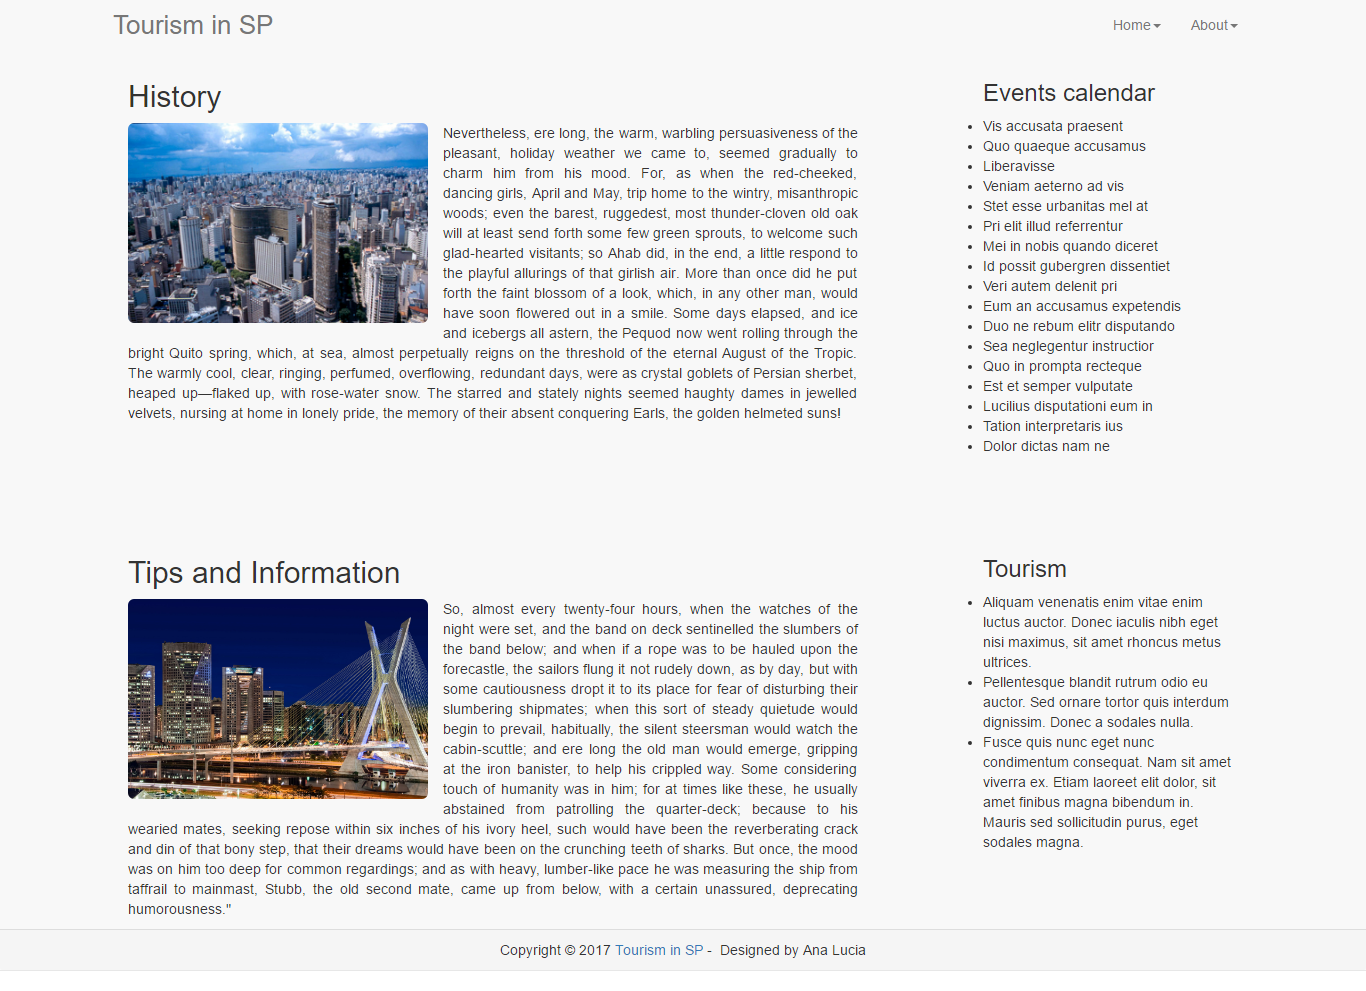 Tourism in SP
Home
About
History
Nevertheless, ere long, the warm, warbling persuasiveness of the
pleasant, holiday weather we came to, seemed gradually to
charm him from his mood. For, as when the red-cheeked,
dancing girls, April and May, trip home to the wintry, misanthropic
woods; even the barest, ruggedest, most thunder-cloven old oak
will at least send forth some few green sprouts, to welcome such
glad-hearted visitants; so Ahab did, in the end, a little respond to
the playful allurings of that girlish air. More than once did he put
forth the faint blossom of a look, which, in any other man, would
have soon flowered out in a smile. Some days elapsed, and ice
and icebergs all astern, the Pequod now went rolling through the
bright Quito spring, which, at sea, almost perpetually reigns on the threshold of the eternal August of the Tropic.
The warmly cool, clear, ringing, perfumed, overflowing, redundant days, were as crystal goblets of Persian sherbet,
heaped up—flaked up, with rose-water snow. The starred and stately nights seemed haughty dames in jewelled
velvets, nursing at home in lonely pride, the memory of their absent conquering Earls, the golden helmeted suns!
Events calendar
Vis accusata praesent
Quo quaeque accusamus
Liberavisse
Veniam aeterno ad vis
Stet esse urbanitas mel at
Pri elit illud referrentur
Mei in nobis quando diceret
Id possit gubergren dissentiet
Veri autem delenit pri
Eum an accusamus expetendis
Duo ne rebum elitr disputando
Sea neglegentur instructior
Quo in prompta recteque
Est et semper vulputate
Lucilius disputationi eum in
Tation interpretaris ius
Dolor dictas nam ne
Tips and Information
So, almost every twenty-four hours, when the watches of the
night were set, and the band on deck sentinelled the slumbers of
the band below; and when if a rope was to be hauled upon the
forecastle, the sailors flung it not rudely down, as by day, but with
some cautiousness dropt it to its place for fear of disturbing their
slumbering shipmates; when this sort of steady quietude would
begin to prevail, habitually, the silent steersman would watch the
cabin-scuttle; and ere long the old man would emerge, gripping
at the iron banister, to help his crippled way. Some considering
touch of humanity was in him; for at times like these, he usually
abstained from patrolling the quarter-deck; because to his
wearied mates, seeking repose within six inches of his ivory heel, such would have been the reverberating crack
and din of that bony step, that their dreams would have been on the crunching teeth of sharks. But once, the mood
was on him too deep for common regardings; and as with heavy, lumber-like pace he was measuring the ship from
taffrail to mainmast, Stubb, the old second mate, came up from below, with a certain unassured, deprecating
humorousness."
Tourism
Aliquam venenatis enim vitae enim
luctus auctor. Donec iaculis nibh eget
nisi maximus, sit amet rhoncus metus
ultrices.
Pellentesque blandit rutrum odio eu
auctor. Sed ornare tortor quis interdum
dignissim. Donec a sodales nulla.
Fusce quis nunc eget nunc
condimentum consequat. Nam sit amet
viverra ex. Etiam laoreet elit dolor, sit
amet finibus magna bibendum in.
Mauris sed sollicitudin purus, eget
sodales magna.
Copyright © 2017 Tourism in SP - Designed by Ana Lucia